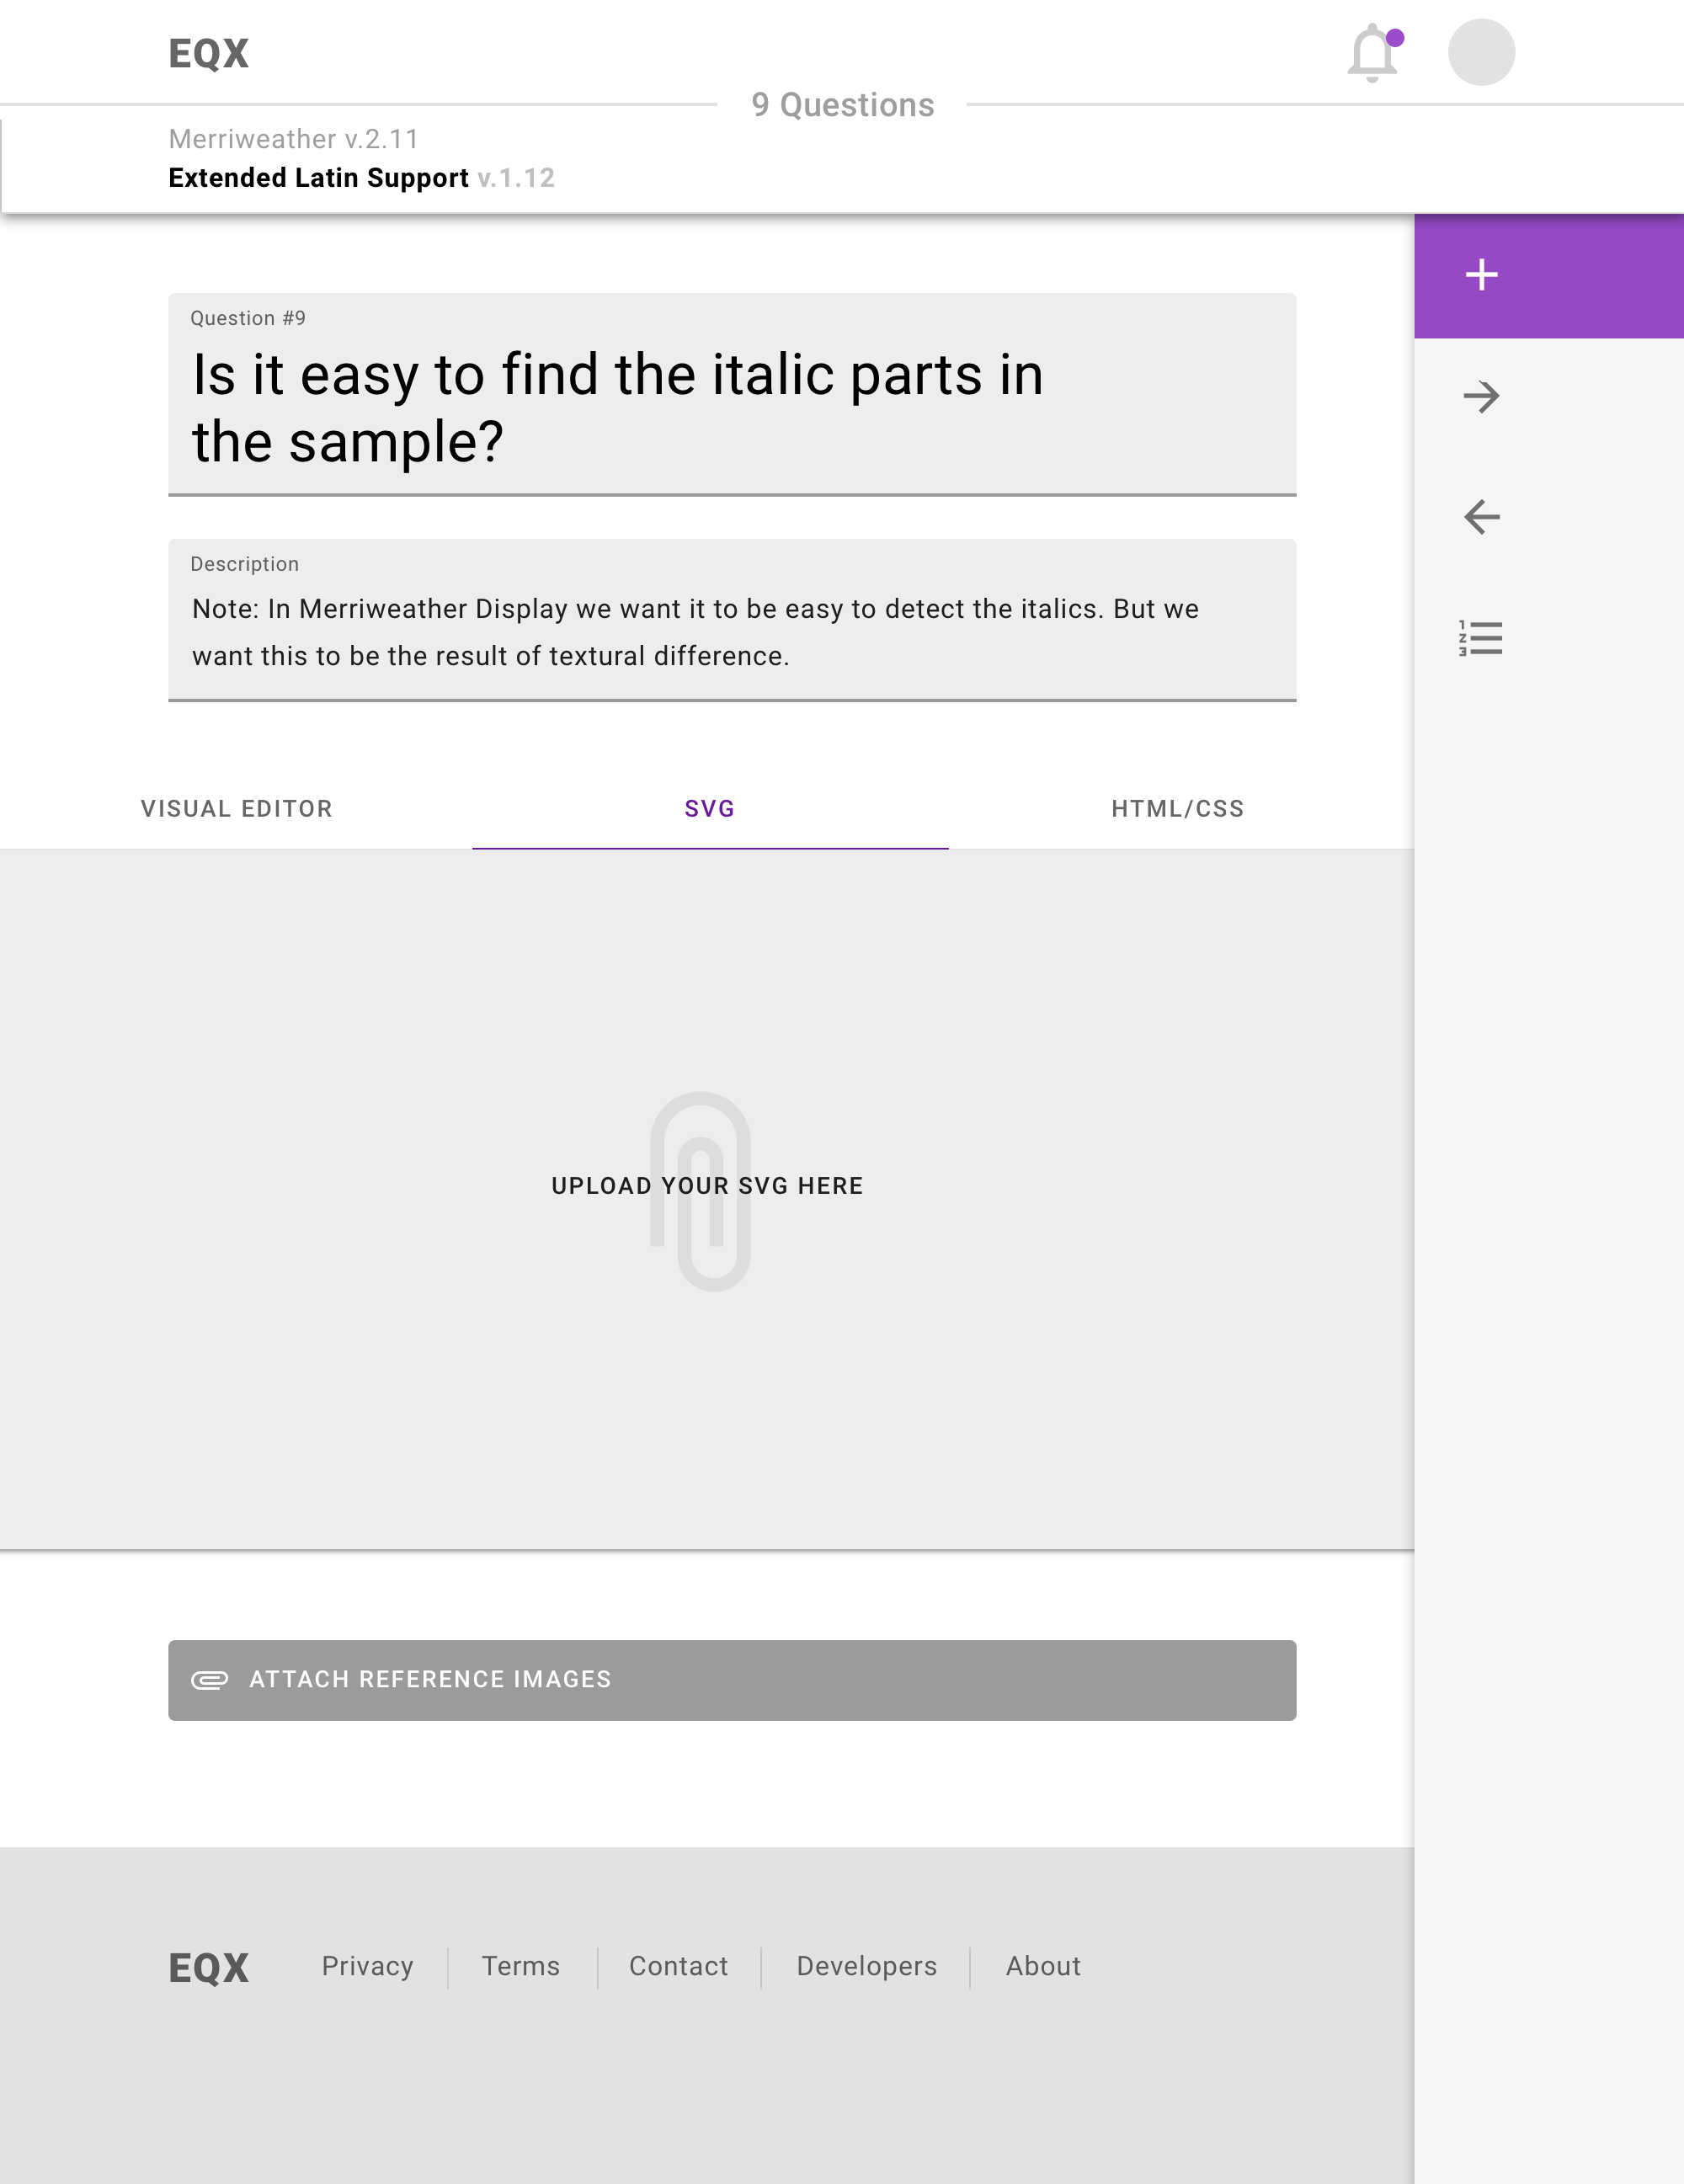 EQX
9 Questions
Merriweather v.2.11
Extended Latin Support v.1.12
Question #9
Is it easy to find the italic parts in
the sample?
Description
Note: In Merriweather Display we want it to be easy to detect the italics. But we
want this to be the result of textural difference.
VISUAL EDITOR
SVG
HTML/CSS
UPLOAD YOUR SVG HERE
ATTACH REFERENCE IMAGES
EQX
Privacy
Terms
Contact
Developers
About